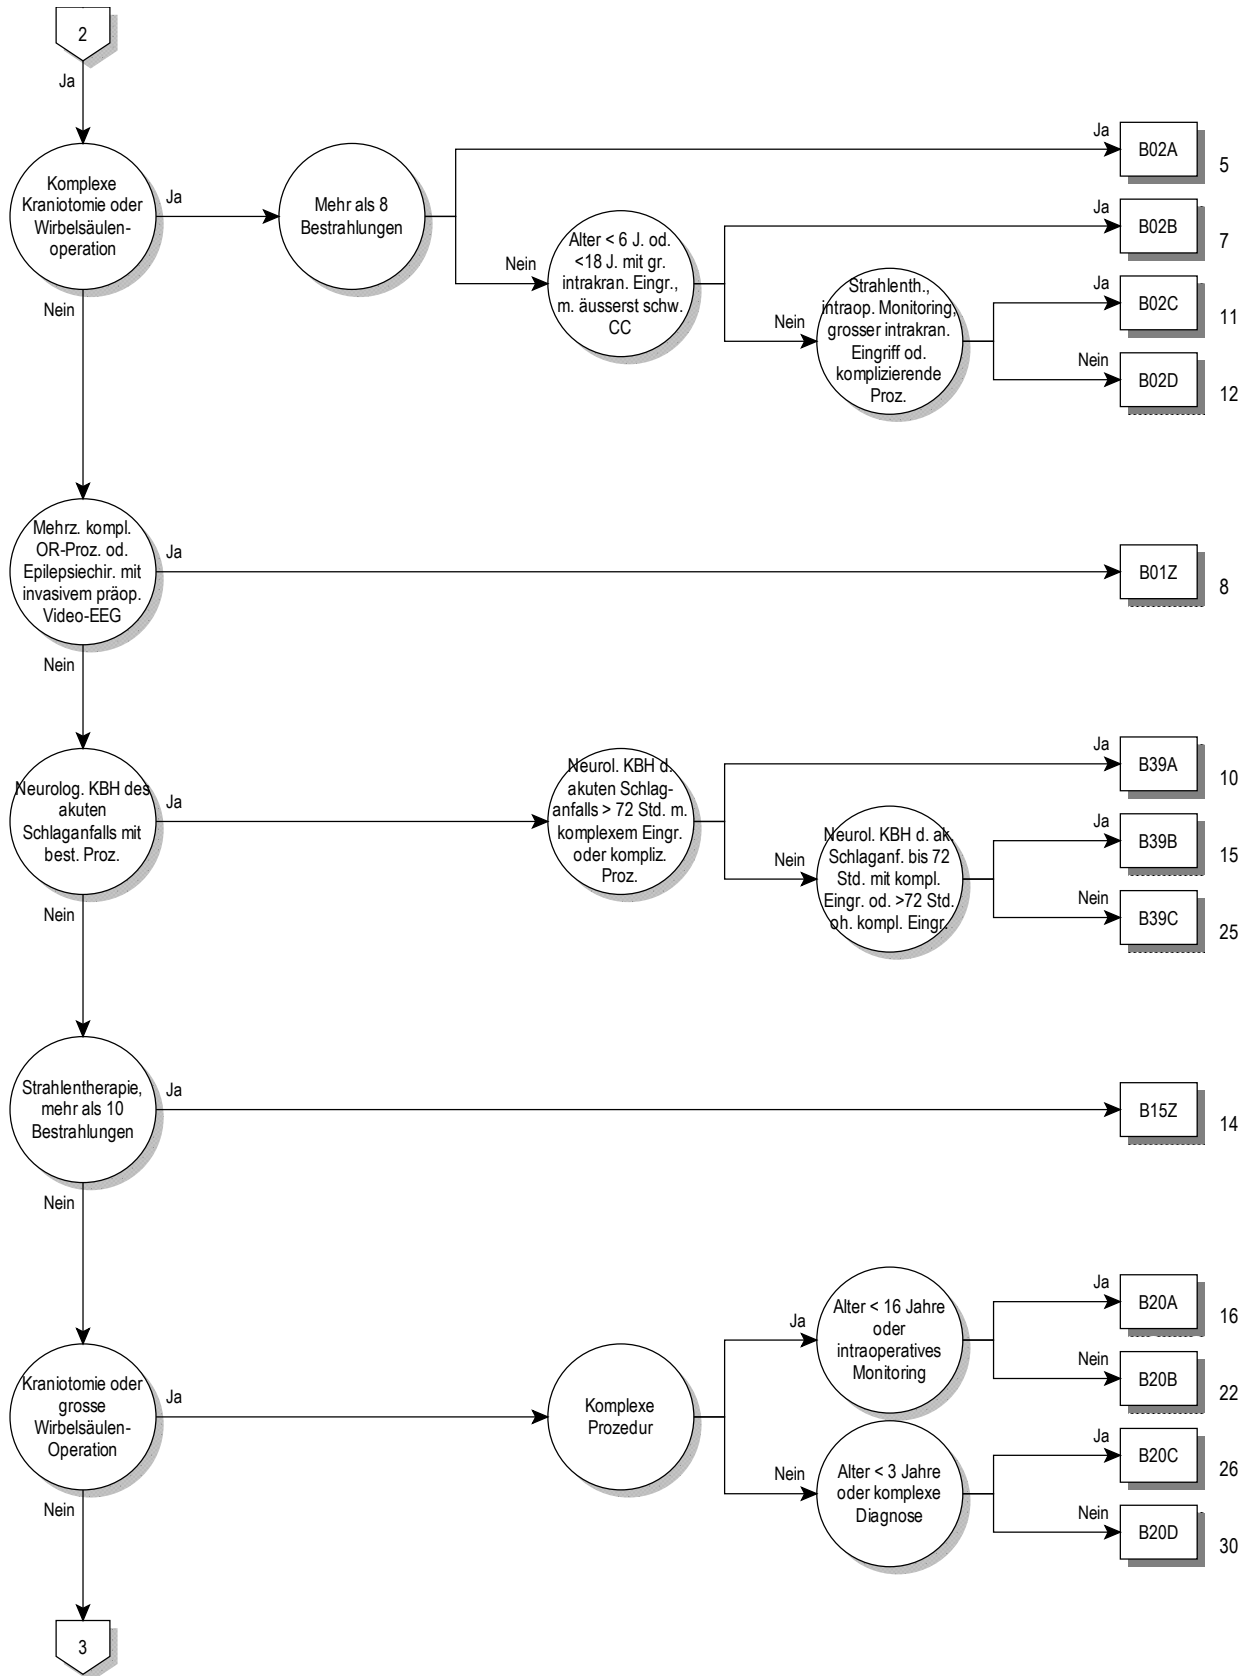 2
Ja
Komplexe
Kraniotomie oder
Wirbelsäulen-
operation
Ja
Mehr als 8
Bestrahlungen
Ja
B02A
5
Nein
Alter < 6 J. od.
<18 J. mit gr.
intrakran. Eingr.,
m. äusserst schw.
CC
Ja
B02B
7
Nein
Strahlenth.,
intraop. Monitoring,
grosser intrakran.
Eingriff od.
komplizierende
Proz.
Ja
B02C
11
Nein
B02D
12
Nein
Mehrz. kompl.
OR-Proz. od.
Epilepsiechir. mit
invasivem präop.
Video-EEG
Ja
B01Z
8
Nein
Neurolog. KBH des
akuten
Schlaganfalls mit
best. Proz.
Ja
Neurol. KBH d.
akuten Schlag-
anfalls > 72 Std. m.
komplexem Eingr.
oder kompliz.
Proz.
Ja
B39A
10
Nein
Neurol. KBH d. ak.
Schlaganf. bis 72
Std. mit kompl.
Eingr. od. >72 Std.
oh. kompl. Eingr.
Ja
B39B
15
Nein
B39C
25
Nein
Strahlentherapie,
mehr als 10
Bestrahlungen
Ja
B15Z
14
Nein
Kraniotomie oder
grosse
Wirbelsäulen-
Operation
Ja
Komplexe
Prozedur
Ja
Alter < 16 Jahre
oder
intraoperatives
Monitoring
Ja
B20A
16
Nein
B20B
22
Nein
Alter < 3 Jahre
oder komplexe
Diagnose
Ja
B20C
26
Nein
B20D
30
Nein
3